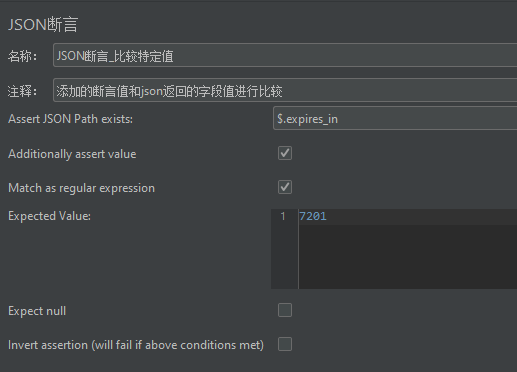 JSON断言
名称： JSON断言_比较特定值
注释： 添加的断言值和json返回的字段值进行比较
Assert JSON Path exists: $.expires_in
Additionally assert value
Match as regular expression
Expected Value: 1 7201
Expect null
Invert assertion (will fail if above conditions met)